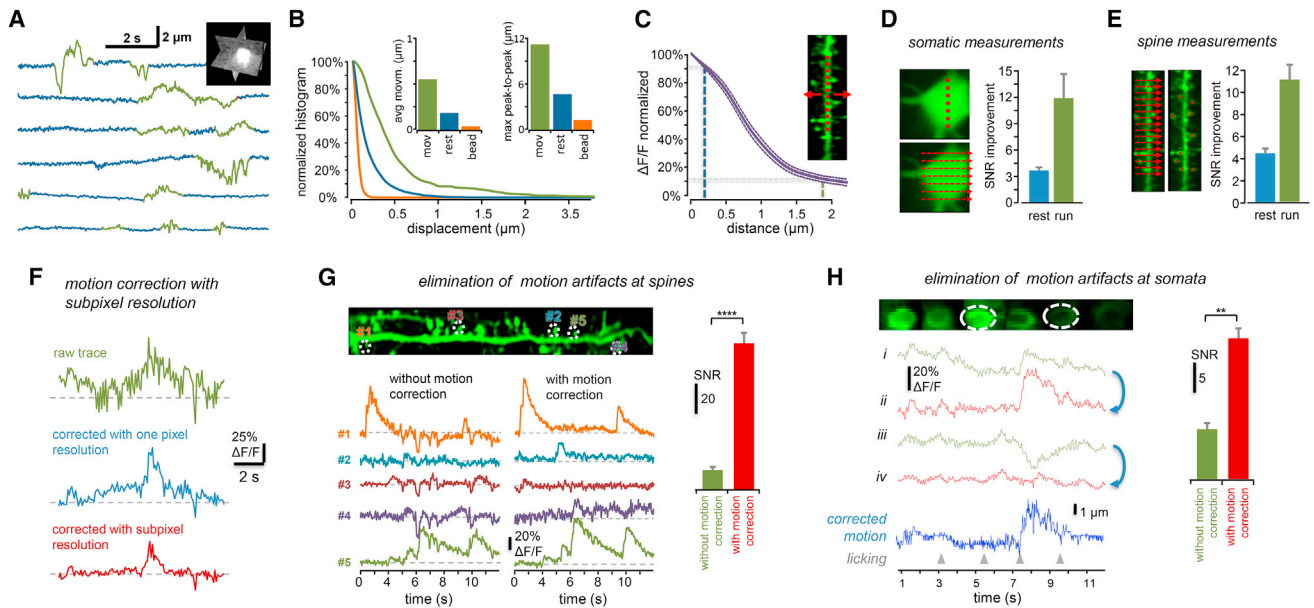 A
2 s
2 μm
B
normalized histogram
100%
80%
60%
40%
20%
0%
0
0.5
1.0
1.5
2.0
2.5
3.5
displacement (μm)
avg movm. (μm)
1
0
mov
rest
bead
max peak-to-peak (μm)
12
9
6
3
0
mov
rest
bead
C
ΔF/F normalized
100%
80%
60%
40%
20%
0%
0
0.5
1
1.5
2
distance (μm)
D
somatic measurements
SNR improvement
15
12
9
6
3
0
rest run
E
spine measurements
SNR improvement
12
10
8
6
4
2
0
rest run
F
motion correction with
subpixel resolution
raw trace
corrected with one pixel
resolution
25%
ΔF/F
2 s
corrected with subpixel
resolution
G
elimination of motion artifacts at spines
#1
#3
#2
#5
#4
without motion
correction
with motion
correction
#1
#2
#3
#4
#5
20%
ΔF/F
0 2 4 6 8 10
time (s)
0 2 4 6 8 10
time (s)
****
SNR
20
without motion
correction
with motion
correction
H
elimination of motion artifacts at somata
i
20%
ΔF/F
ii
iii
iv
corrected
motion
1 μm
licking
1 3 5 7 9 11
time (s)
**
SNR
5
without motion
correction
with motion
correction